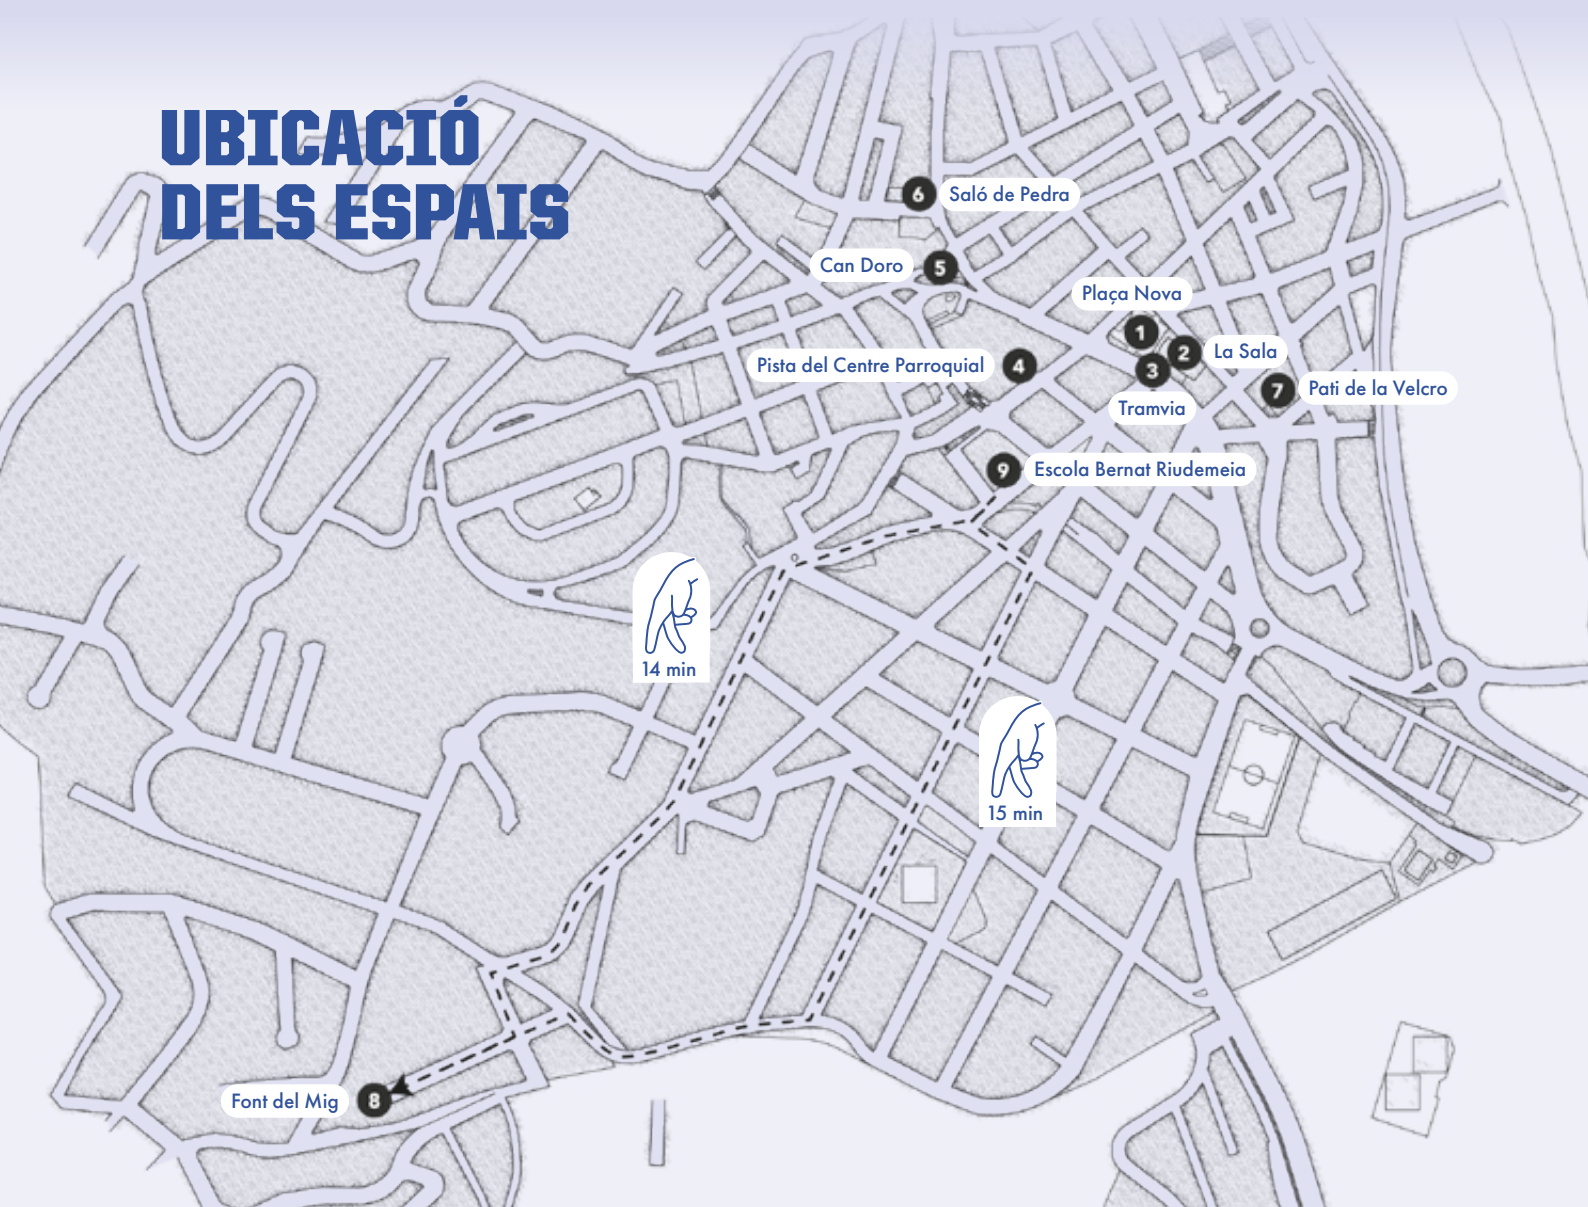 UBICACIÓ
DELS ESPAIS
6 Saló de Pedra
Can Doro 5
Plaça Nova
1
2 La Sala
3
Tramvia
Pista del Centre Parroquial 4
7 Pati de la Velcro
9 Escola Bernat Riudemeia
14 min
15 min
Font del Mig 8